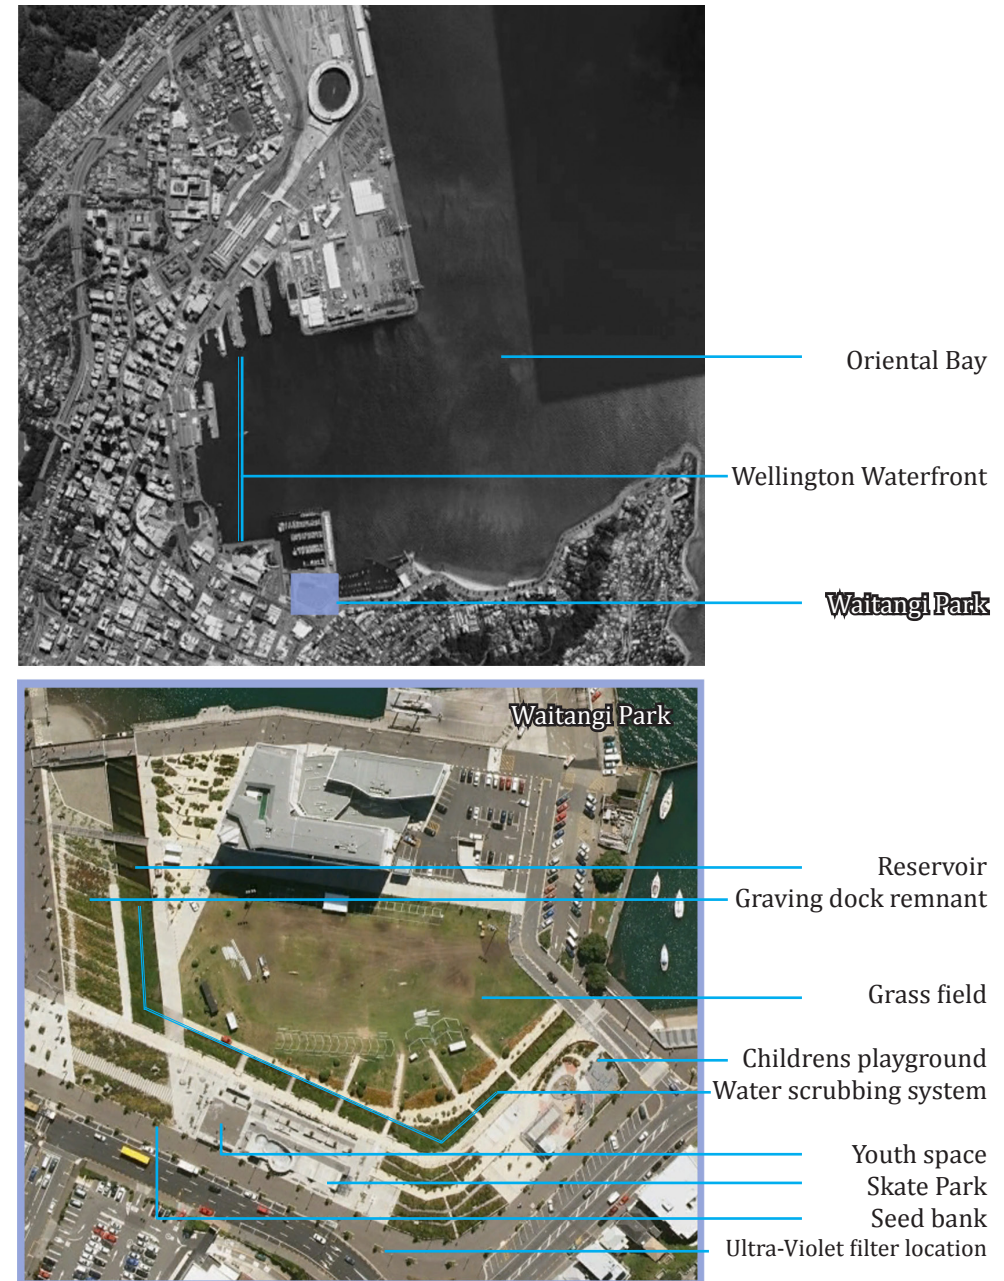 Oriental Bay
Wellington Waterfront
Waitangi Park
Waitangi Park
Reservoir
Graving dock remnant
Grass field
Childrens playground
Water scrubbing system
Youth space
Skate Park
Seed bank
Ultra-Violet filter location